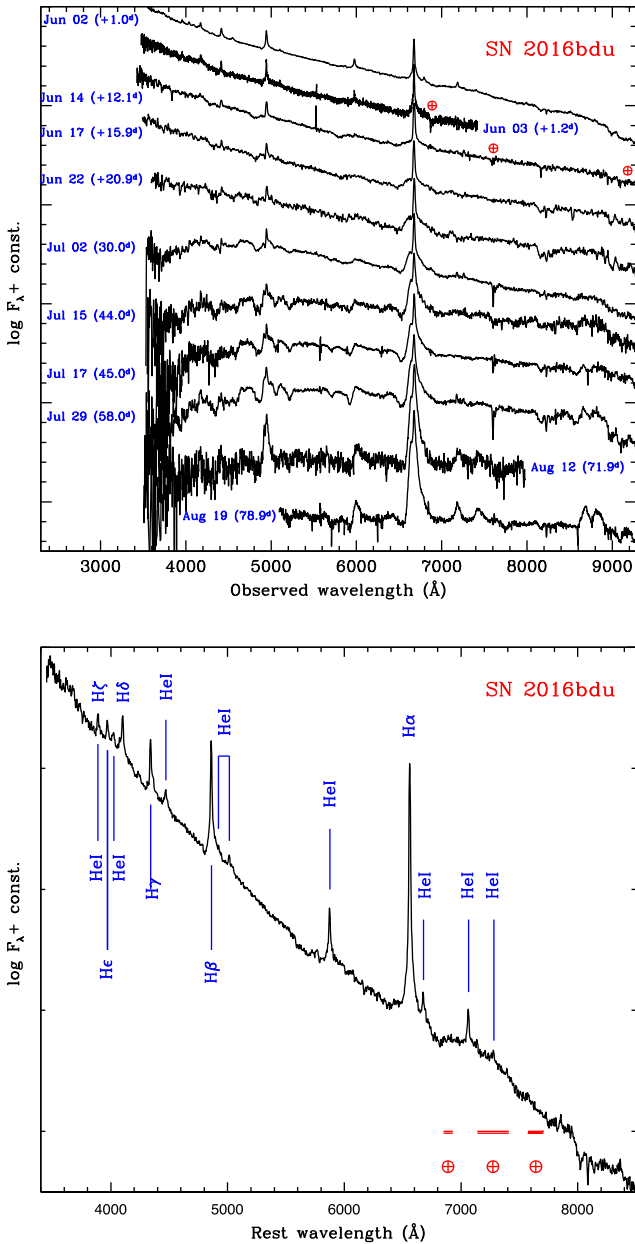 Jun 02 (+1.0ᵈ)
SN 2016bdu
Jun 14 (+12.1ᵈ)
Jun 03 (+1.2ᵈ)
Jun 17 (+15.9ᵈ)
Jun 22 (+20.9ᵈ)
Jul 02 (30.0ᵈ)
Jul 15 (44.0ᵈ)
Jul 17 (45.0ᵈ)
Jul 29 (58.0ᵈ)
Aug 12 (71.9ᵈ)
Aug 19 (78.9ᵈ)
log F_λ+ const.
3000 4000 5000 6000 7000 8000 9000
Observed wavelength (Å)
SN 2016bdu
Hζ Hδ HeI HeI HeI Hα HeI HeI HeI
HeI HeI Hγ
Hϵ Hβ
log F_λ+ const.
4000 5000 6000 7000 8000
Rest wavelength (Å)